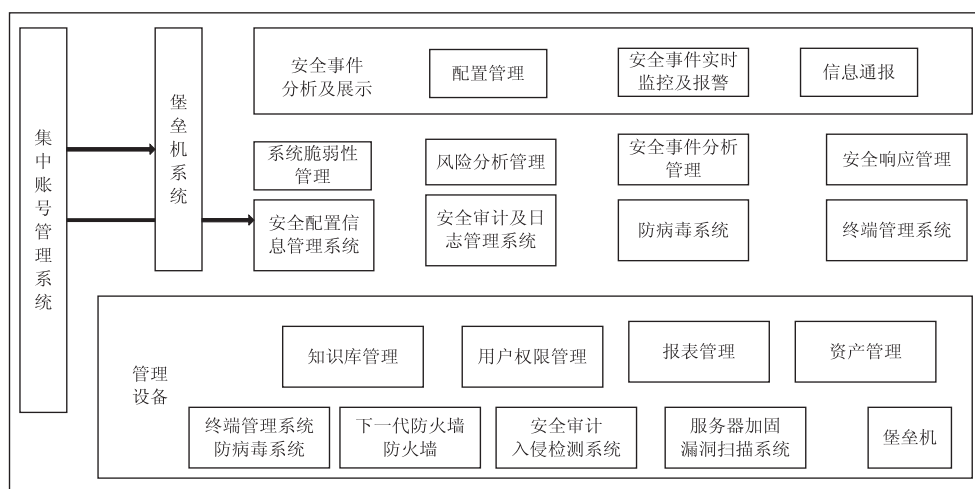 集中账号管理系统
堡垒机系统
安全事件
分析及展示
配置管理
安全事件实时
监控及报警
信息通报
系统脆弱性
管理
风险分析管理
安全事件分析
管理
安全响应管理
安全配置信
息管理系统
安全审计及日
志管理系统
防病毒系统
终端管理系统
管理
设备
知识库管理
用户权限管理
报表管理
资产管理
终端管理系统
防病毒系统
下一代防火墙
防火墙
安全审计
入侵检测系统
服务器加固
漏洞扫描系统
堡垒机